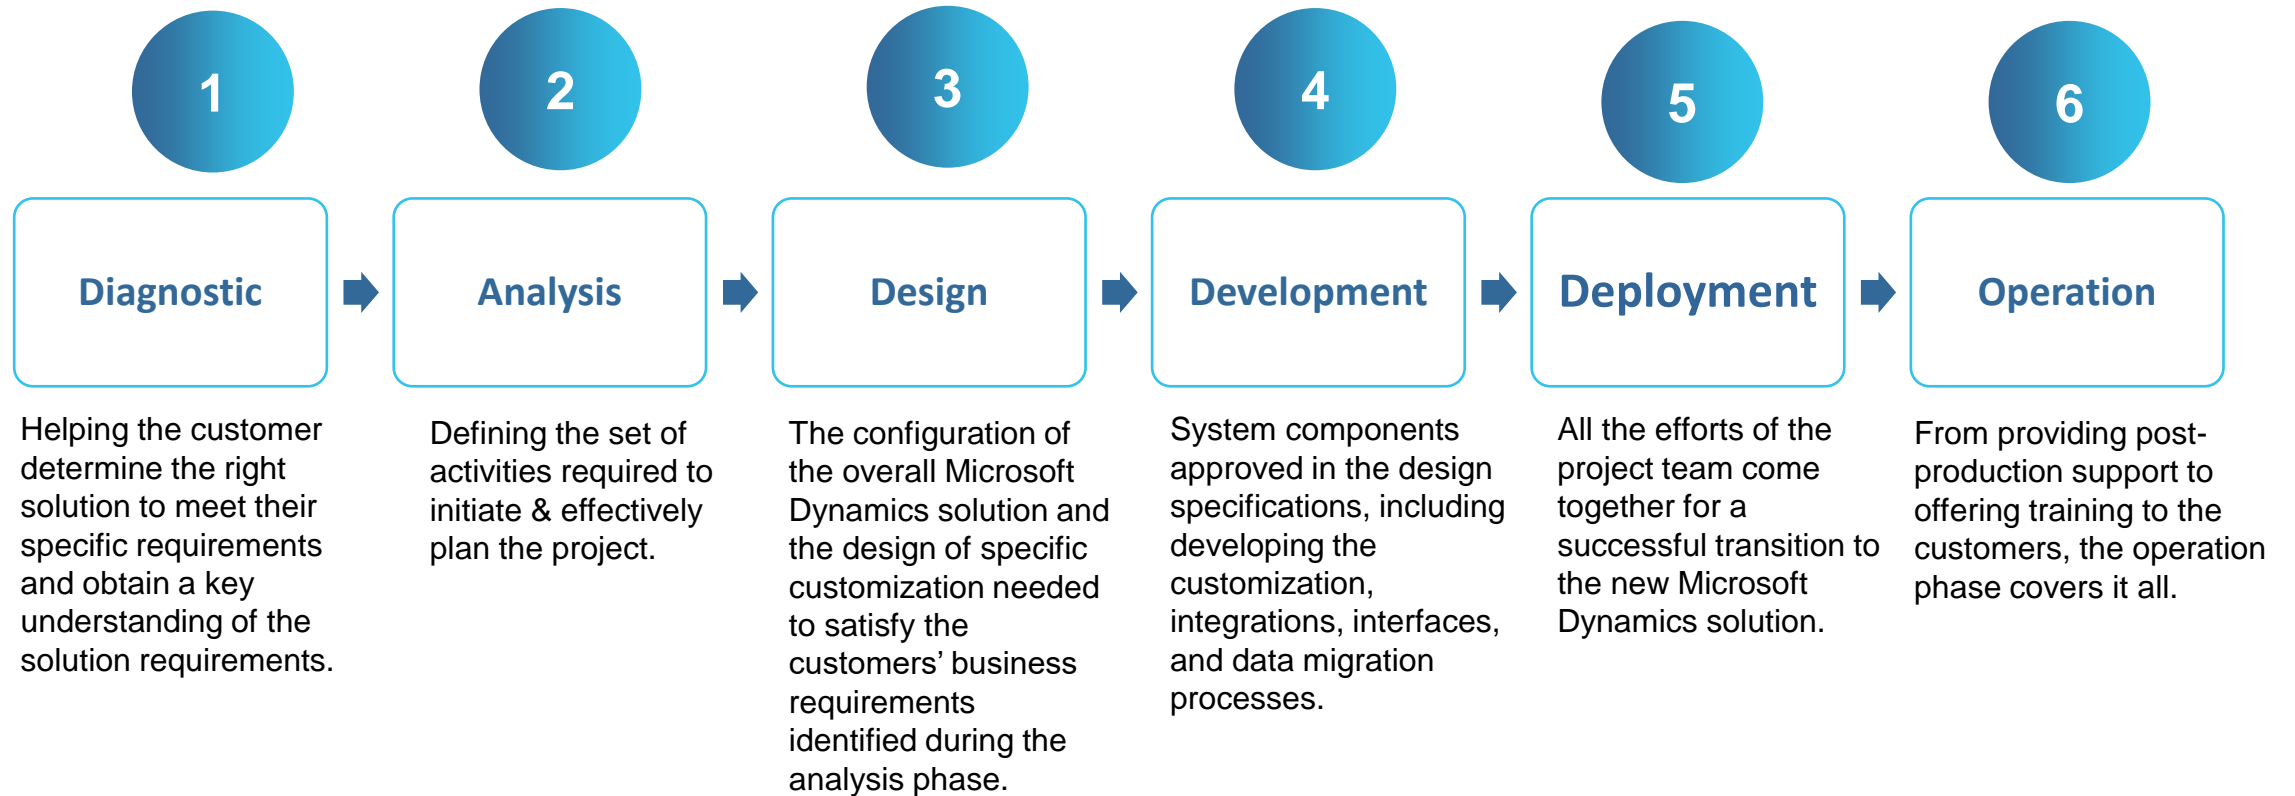 1
2
3
4
5
6
Diagnostic
Analysis
Design
Development
Deployment
Operation
Helping the customer
determine the right
solution to meet their
specific requirements
and obtain a key
understanding of the
solution requirements.
Defining the set of
activities required to
initiate & effectively
plan the project.
The configuration of
the overall Microsoft
Dynamics solution and
the design of specific
customization needed
to satisfy the
customers’ business
requirements
identified during the
analysis phase.
System components
approved in the design
specifications, including
developing the
customization,
integrations, interfaces,
and data migration
processes.
All the efforts of the
project team come
together for a
successful transition to
the new Microsoft
Dynamics solution.
From providing post-
production support to
offering training to the
customers, the operation
phase covers it all.